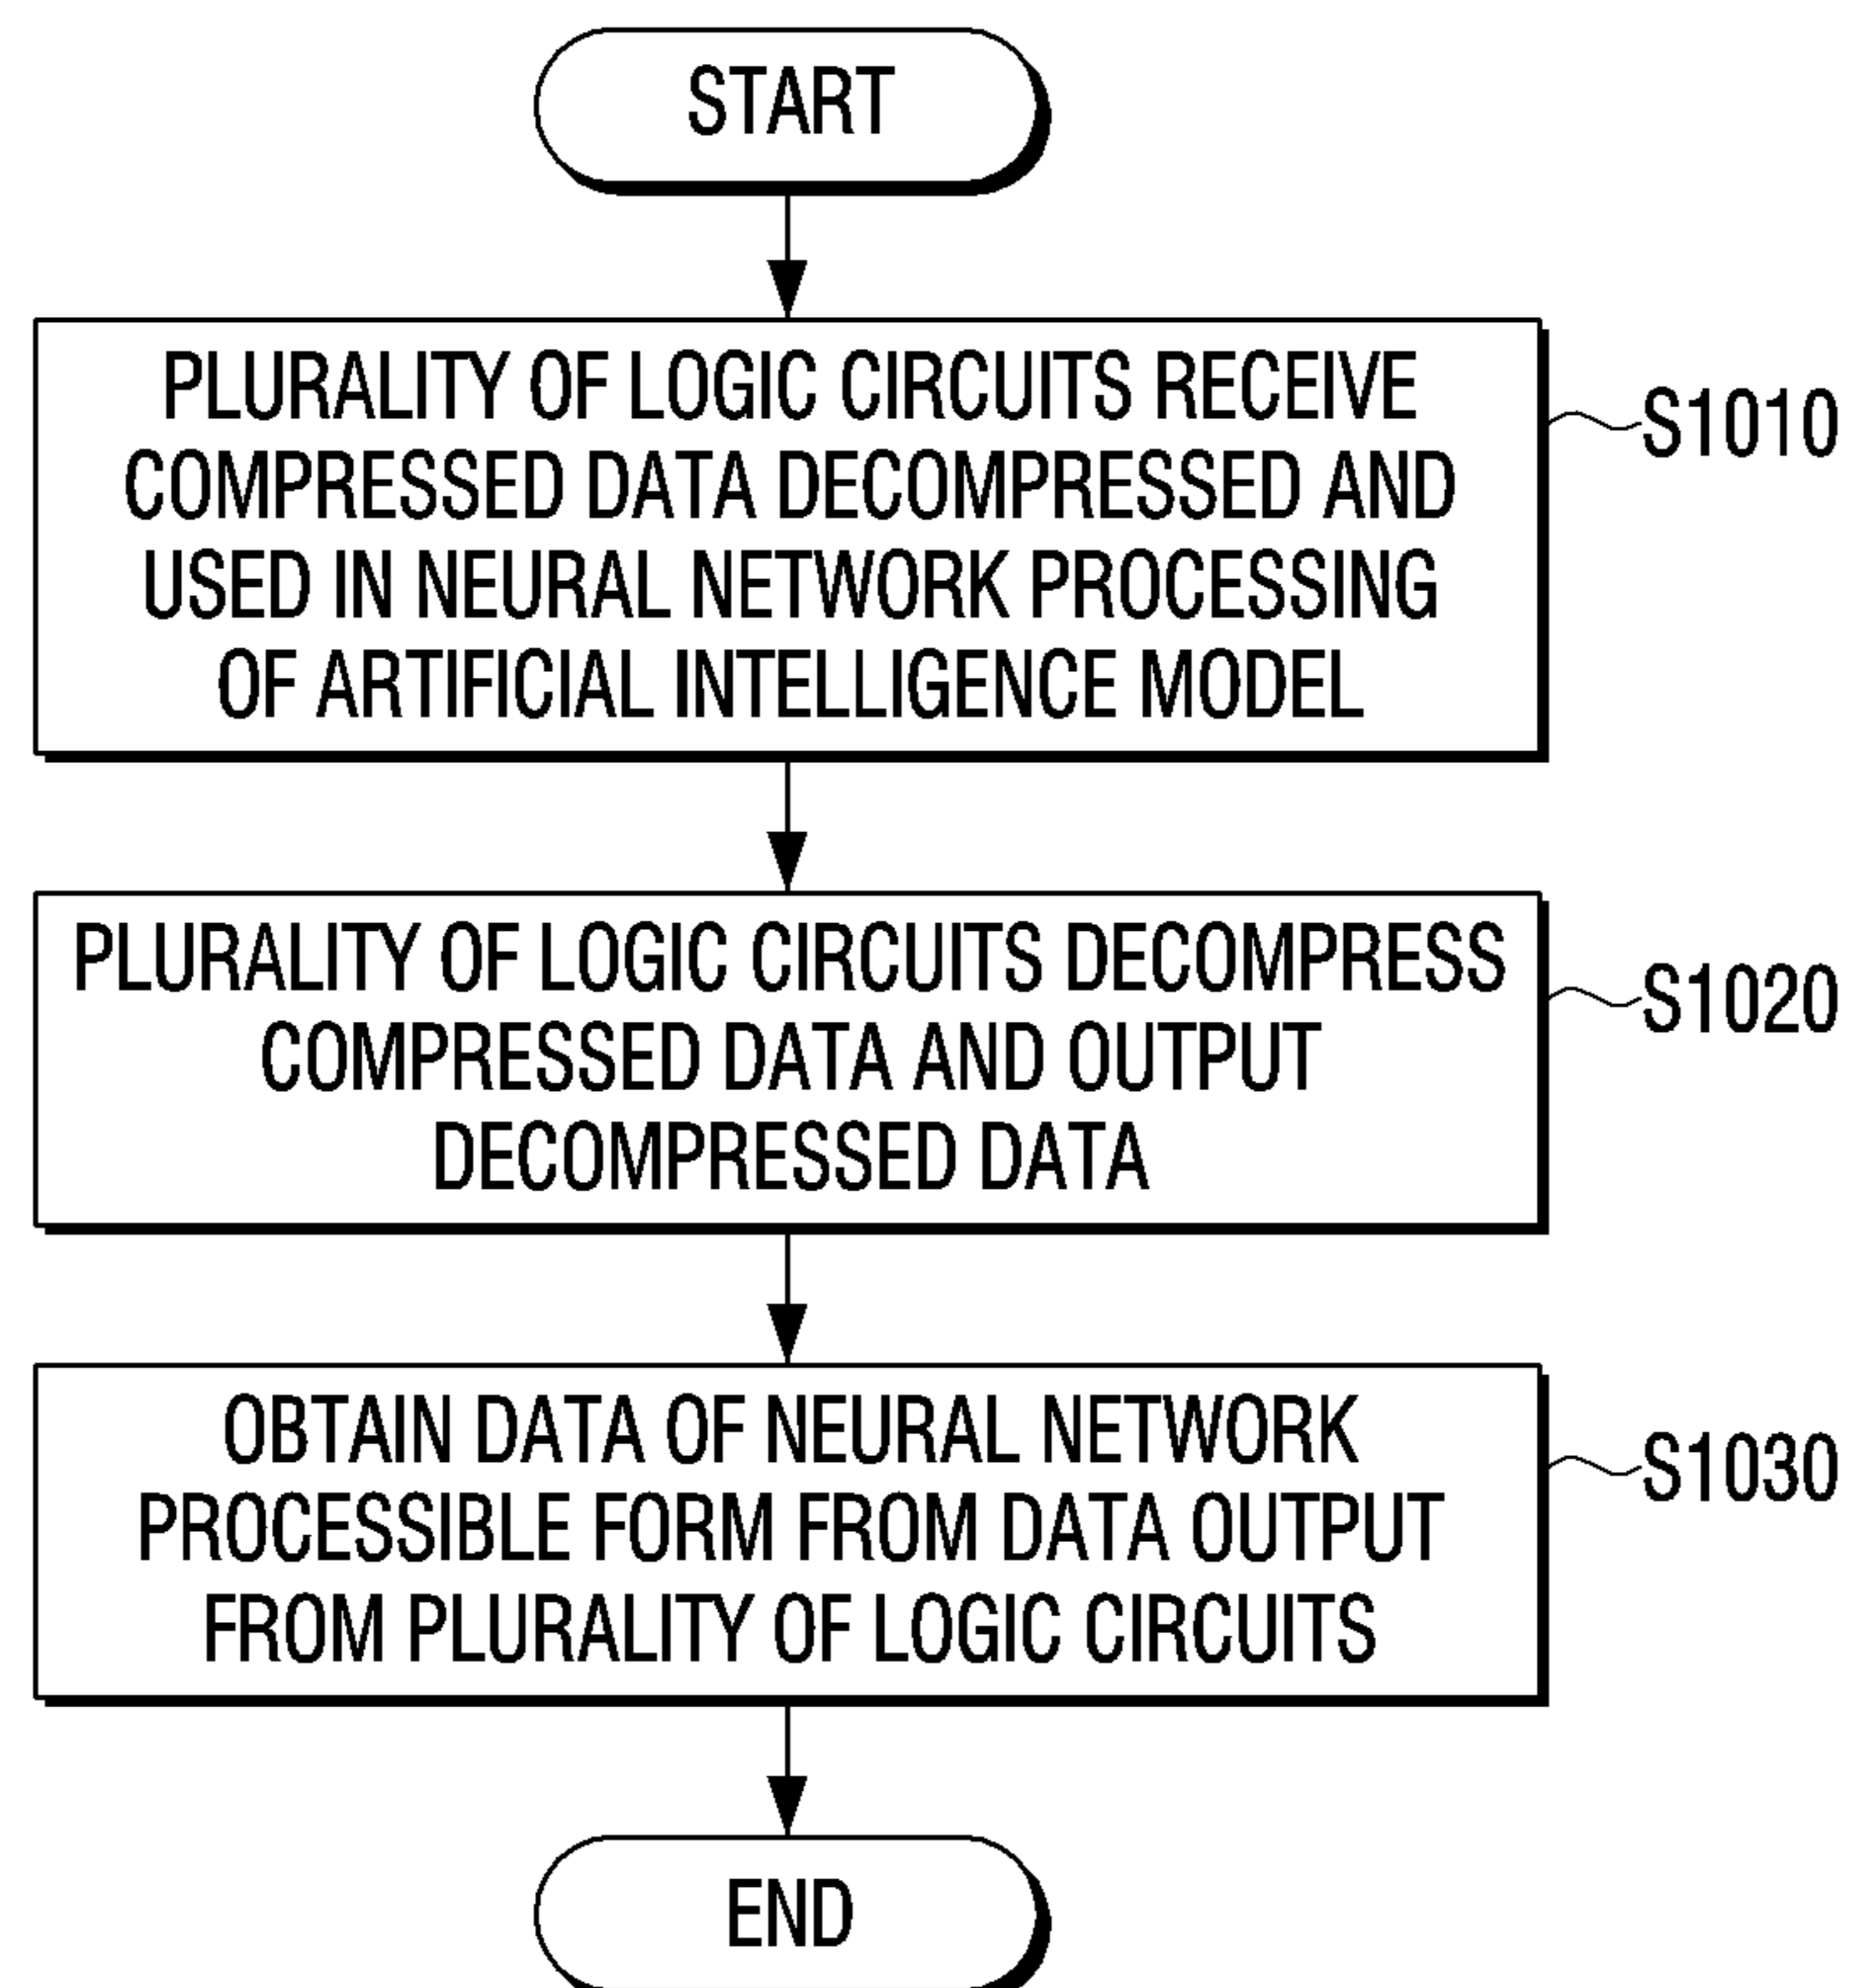 START
PLURALITY OF LOGIC CIRCUITS RECEIVE
COMPRESSED DATA DECOMPRESSED AND
USED IN NEURAL NETWORK PROCESSING
OF ARTIFICIAL INTELLIGENCE MODEL
S1010
PLURALITY OF LOGIC CIRCUITS DECOMPRESS
COMPRESSED DATA AND OUTPUT
DECOMPRESSED DATA
S1020
OBTAIN DATA OF NEURAL NETWORK
PROCESSIBLE FORM FROM DATA OUTPUT
FROM PLURALITY OF LOGIC CIRCUITS
S1030
END